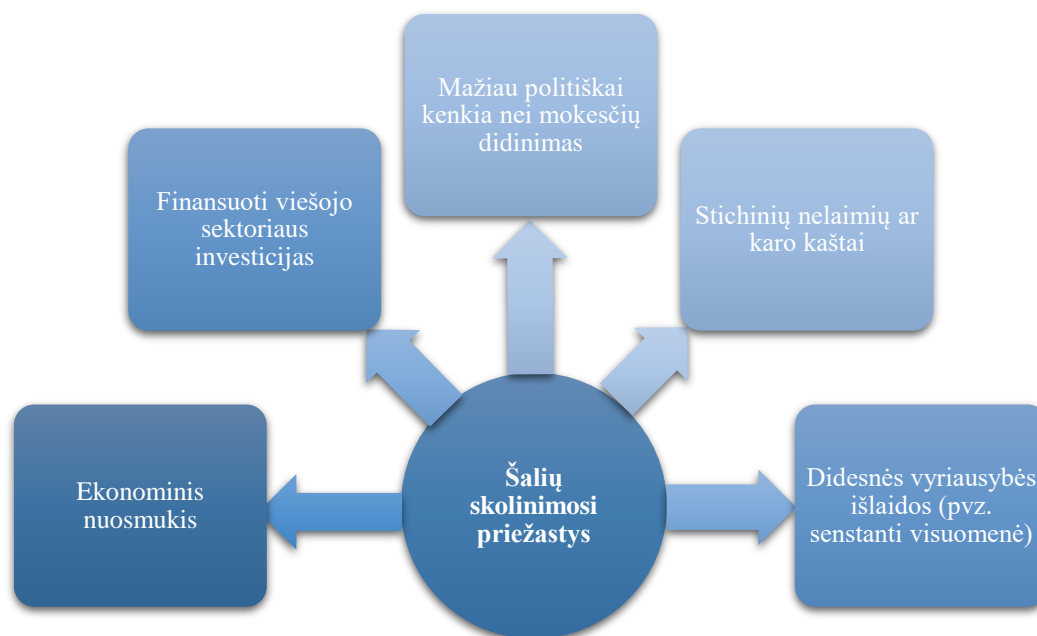 Mažiau politiškai
kenkia nei mokesčių
didinimas
Finansuoti viešojo
sektoriaus
investicijas
Stichinių nelaimių ar
karo kaštai
Ekonominis
nuosmukis
Šalių
skolinimosi
priežastys
Didesnės vyriausybės
išlaidos (pvz.
senstanti visuomenė)